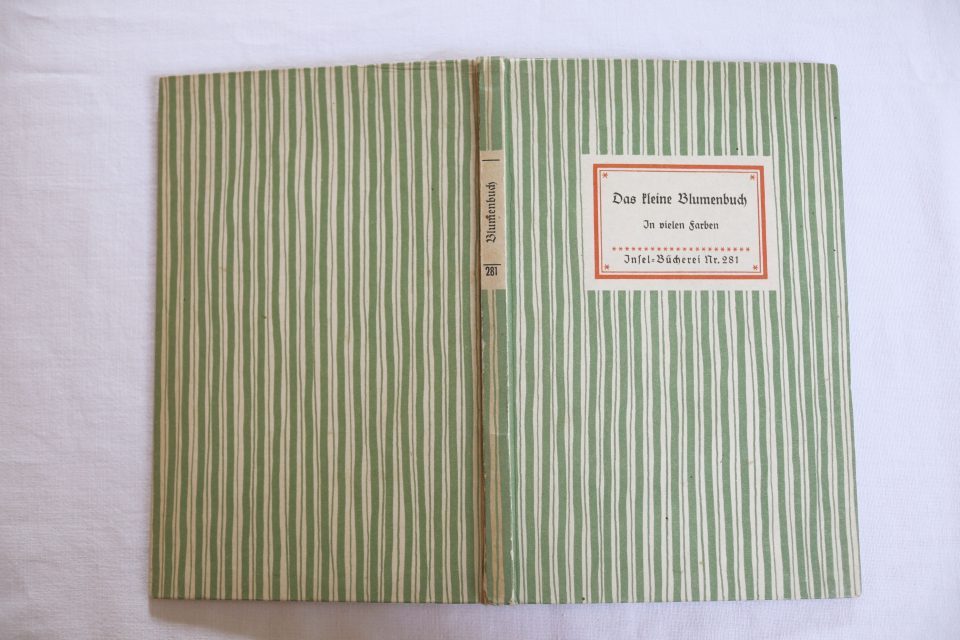 Das kleine Blumenbuch
In vielen Farben
Insel-Bücherei Nr. 281
Blumenbuch
281